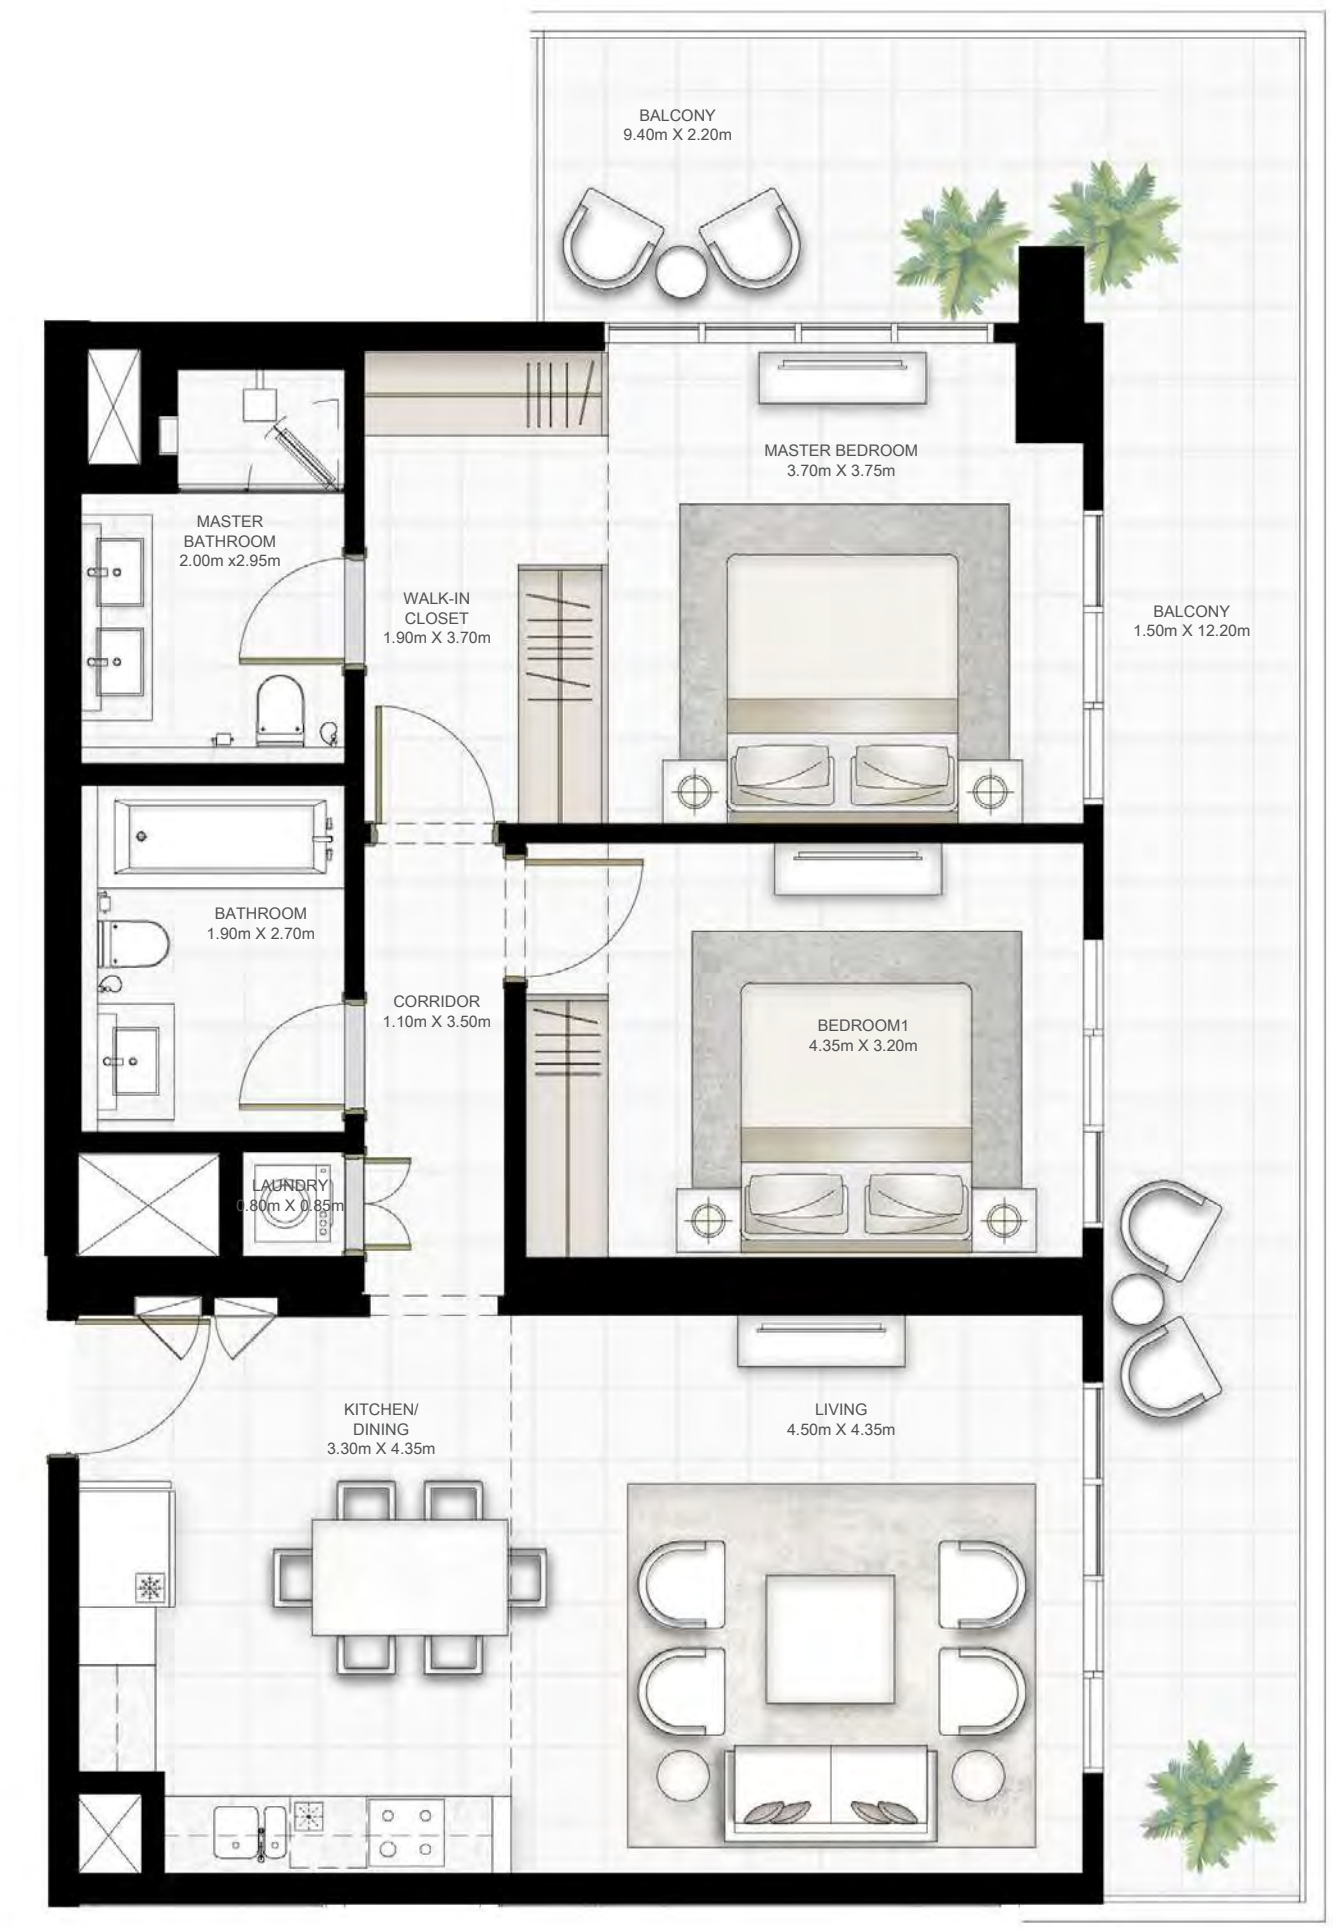 BALCONY
9.40m X 2.20m
MASTER BEDROOM
3.70m X 3.75m
MASTER
BATHROOM
2.00m x2.95m
WALK-IN
CLOSET
1.90m X 3.70m
BALCONY
1.50m X 12.20m
BATHROOM
1.90m X 2.70m
CORRIDOR
1.10m X 3.50m
BEDROOM1
4.35m X 3.20m
LAUNDRY
0.80m X 0.85m
KITCHEN/
DINING
3.30m X 4.35m
LIVING
4.50m X 4.35m